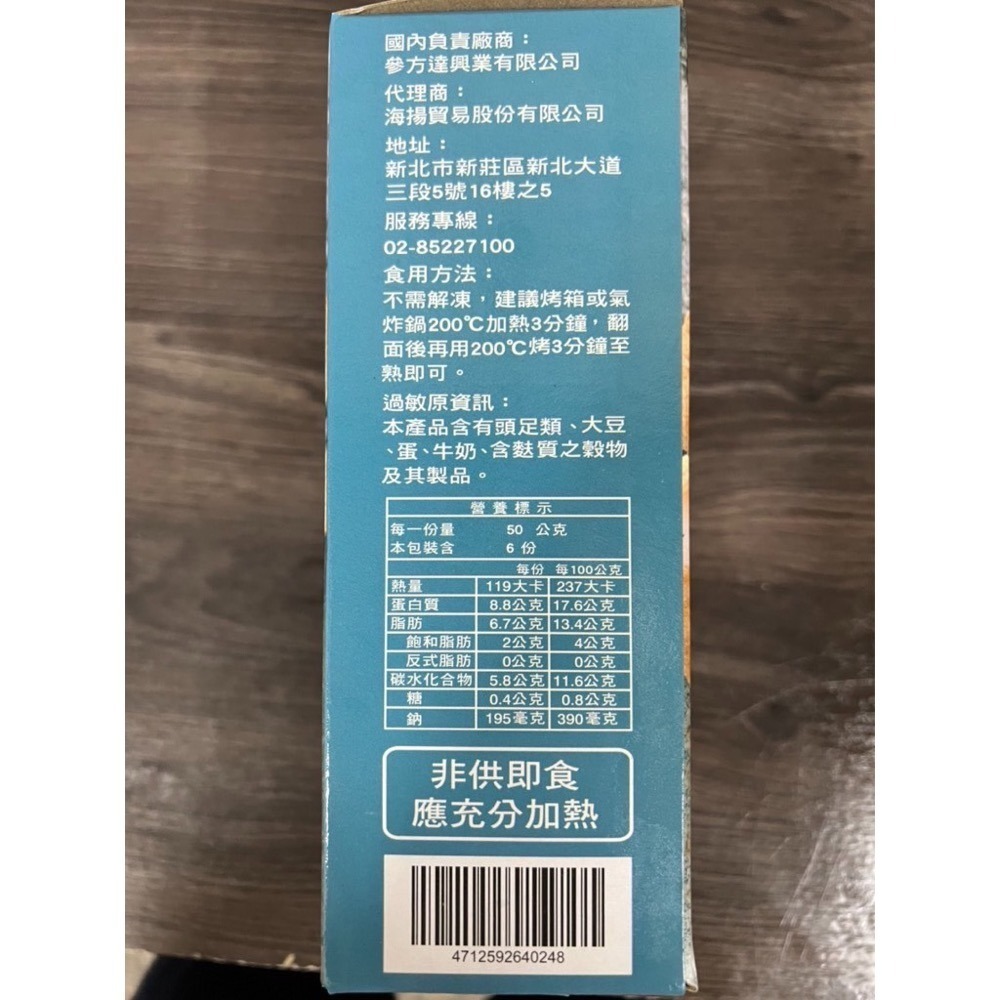 國內負責廠商：
參方達興業有限公司
代理商：
海揚貿易股份有限公司
地址：
新北市新莊區新北大道
三段5號16樓之5
服務專線：
02-85227100
食用方法：
不需解凍，建議烤箱或氣
炸鍋200℃加熱3分鐘，翻
面後再用200℃烤3分鐘至
熟即可。
過敏原資訊：
本產品含有頭足類、大豆
、蛋、牛奶、含麩質之穀物
及其製品。
營養標示
每一份量 50 公克
本包裝含 6 份
每份 每100公克
熱量 119大卡 237大卡
蛋白質 8.8公克 17.6公克
脂肪 6.7公克 13.4公克
飽和脂肪 2公克 4公克
反式脂肪 0公克 0公克
碳水化合物 5.8公克 11.6公克
糖 0.4公克 0.8公克
鈉 195毫克 390毫克
非供即食
應充分加熱
4712592640248